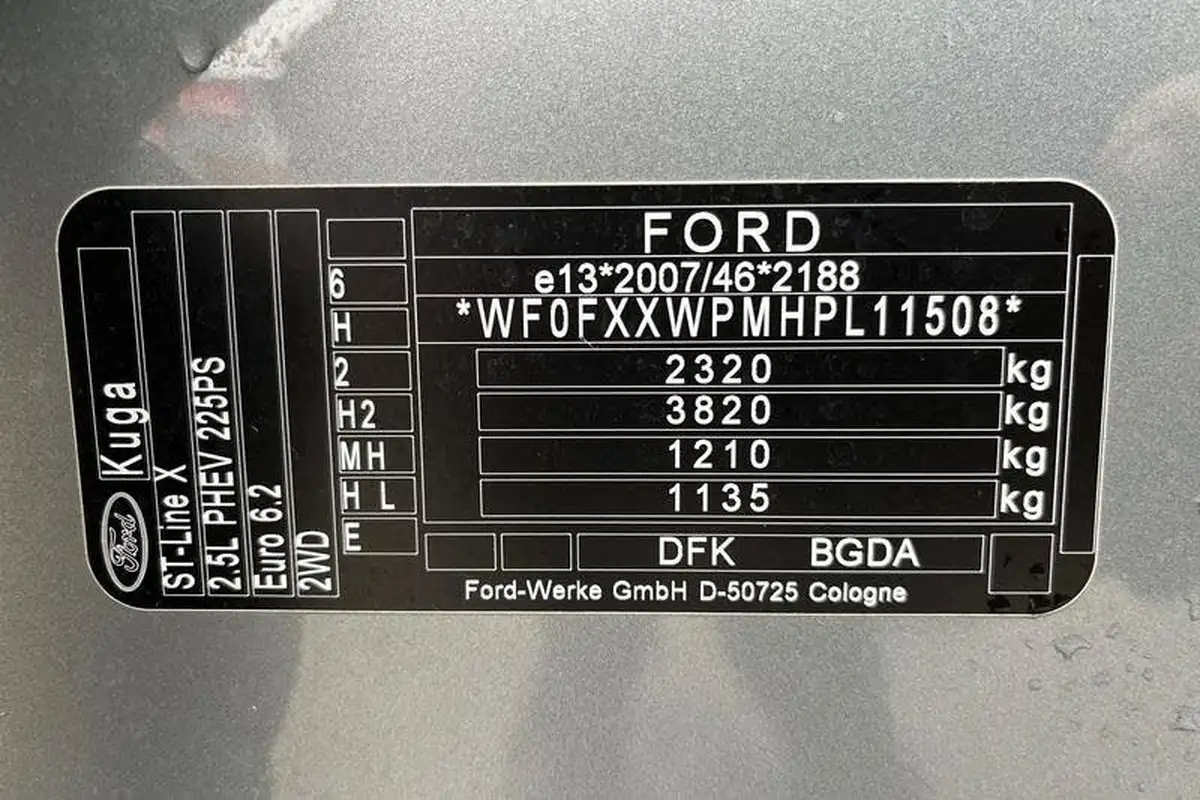 FORD
e13*2007/46*2188
*WF0FXXWPMHPL11508*
2320 kg
3820 kg
1210 kg
1135 kg
DFK BGDA
Ford-Werke GmbH D-50725 Cologne
6
H
2
H2
MH
H L
E
Ford
Kuga
ST-Line X
2.5L PHEV 225PS
Euro 6.2
2WD